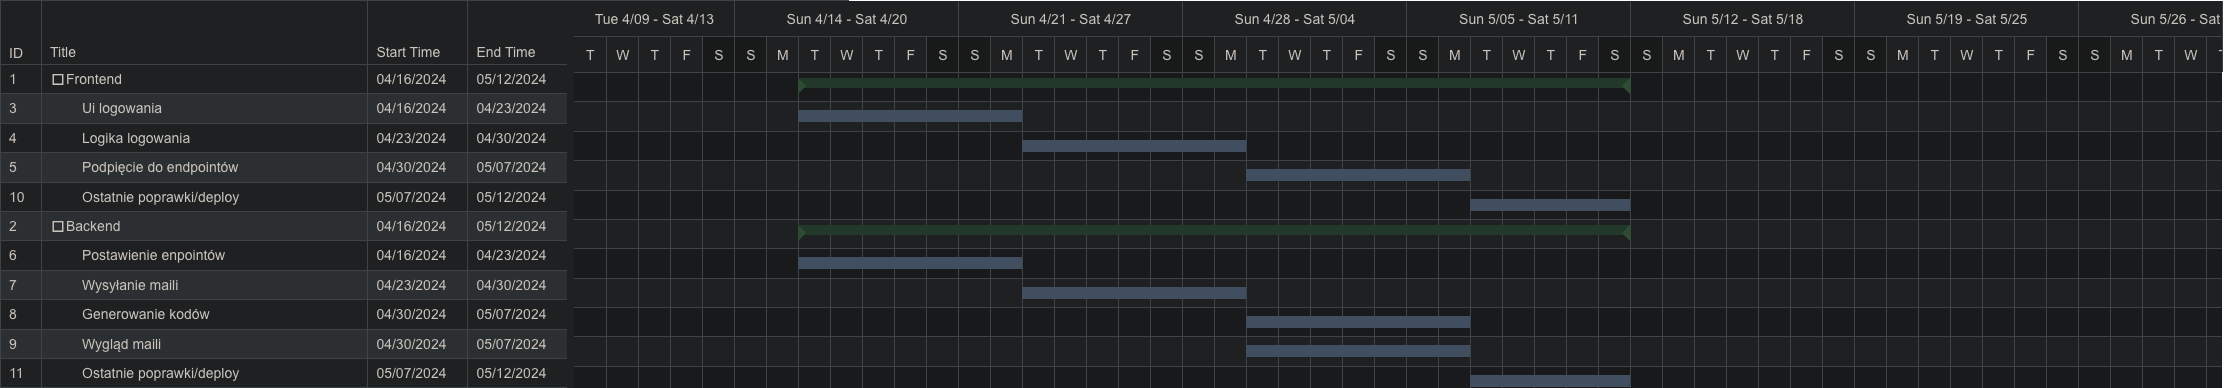 Tue 4/09 - Sat 4/13 Sun 4/14 - Sat 4/20 Sun 4/21 - Sat 4/27 Sun 4/28 - Sat 5/04 Sun 5/05 - Sat 5/11 Sun 5/12 - Sat 5/18 Sun 5/19 - Sat 5/25 Sun 5/26 - Sat
ID Title Start Time End Time T W T F S S M T W T F S S M T W T F S S M T W T F S S M T W T F S S M T W T F S S M T W T F S S M T W
1 Frontend 04/16/2024 05/12/2024
3 Ui logowania 04/16/2024 04/23/2024
4 Logika logowania 04/23/2024 04/30/2024
5 Podpięcie do endpointów 04/30/2024 05/07/2024
10 Ostatnie poprawki/deploy 05/07/2024 05/12/2024
2 Backend 04/16/2024 05/12/2024
6 Postawienie enpointów 04/16/2024 04/23/2024
7 Wysyłanie maili 04/23/2024 04/30/2024
8 Generowanie kodów 04/30/2024 05/07/2024
9 Wygląd maili 04/30/2024 05/07/2024
11 Ostatnie poprawki/deploy 05/07/2024 05/12/2024